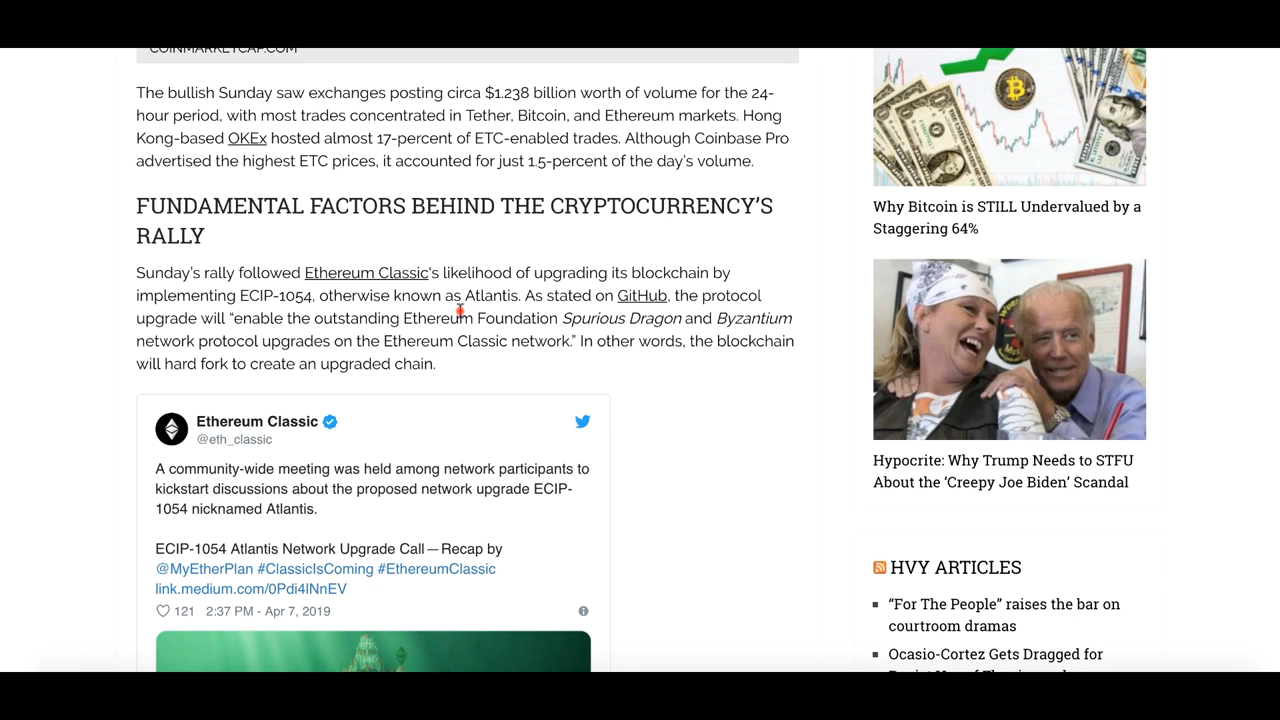 COINMARKETCAP.COM
The bullish Sunday saw exchanges posting circa $1.238 billion worth of volume for the 24-
hour period, with most trades concentrated in Tether, Bitcoin, and Ethereum markets. Hong
Kong-based OKEx hosted almost 17-percent of ETC-enabled trades. Although Coinbase Pro
advertised the highest ETC prices, it accounted for just 1.5-percent of the day's volume.
FUNDAMENTAL FACTORS BEHIND THE CRYPTOCURRENCY'S
RALLY
Sunday's rally followed Ethereum Classic's likelihood of upgrading its blockchain by
implementing ECIP-1054, otherwise known as Atlantis. As stated on GitHub, the protocol
upgrade will “enable the outstanding Ethereum Foundation Spurious Dragon and Byzantium
network protocol upgrades on the Ethereum Classic network.” In other words, the blockchain
will hard fork to create an upgraded chain.
Ethereum Classic
@eth_classic
A community-wide meeting was held among network participants to
kickstart discussions about the proposed network upgrade ECIP-
1054 nicknamed Atlantis.
ECIP-1054 Atlantis Network Upgrade Call — Recap by
@MyEtherPlan #ClassicIsComing #EthereumClassic
link.medium.com/0Pdi4lNnEV
121 2:37 PM - Apr 7, 2019
Why Bitcoin is STILL Undervalued by a
Staggering 64%
Hypocrite: Why Trump Needs to STFU
About the ‘Creepy Joe Biden’ Scandal
HVY ARTICLES
“For The People” raises the bar on
courtroom dramas
Ocasio-Cortez Gets Dragged for